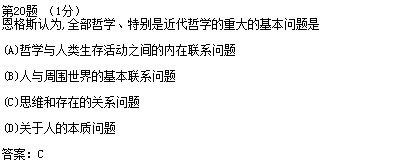 第20题 （1分）
恩格斯认为,全部哲学、特别是近代哲学的重大的基本问题是
(A)哲学与人类生存活动之间的内在联系问题
(B)人与周围世界的基本联系问题
(C)思维和存在的关系问题
(D)关于人的本质问题
答案：C